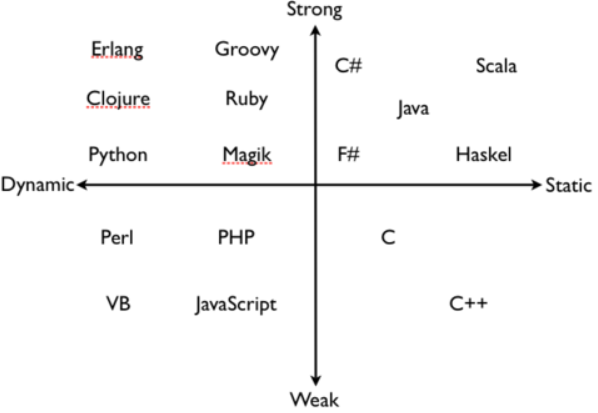 Strong
Erlang Groovy C# Scala
Clojure Ruby Java
Python Magik F# Haskel
Dynamic Static
Perl PHP C
VB JavaScript C++
Weak